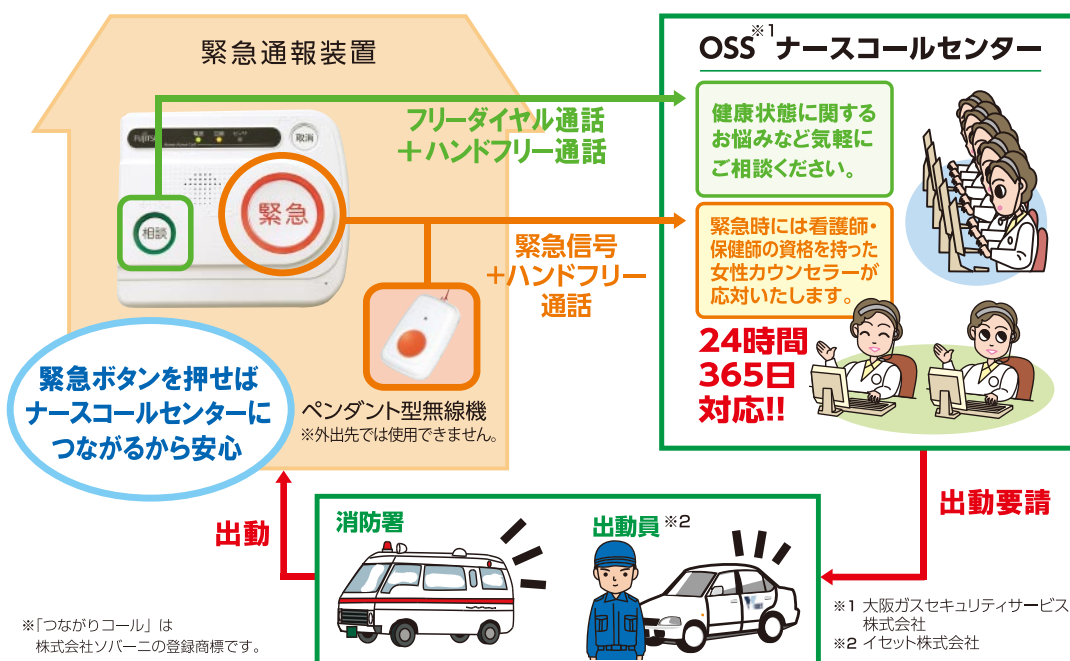 緊急通報装置
FUJITSU
電源
回線
センサ
取消
相談
緊急
フリーダイヤル通話
＋ハンドフリー通話
緊急信号
＋ハンドフリー
通話
ペンダント型無線機
※外出先では使用できません。
緊急ボタンを押せば
ナースコールセンターに
つながるから安心
OSS※1ナースコールセンター
健康状態に関する
お悩みなど気軽に
ご相談ください。
緊急時には看護師・
保健師の資格を持った
女性カウンセラーが
応対いたします。
24時間
365日
対応!!
出動要請
出動
消防署
出動員※2
※「つながりコール」は
株式会社ソバーニの登録商標です。
※1 大阪ガスセキュリティサービス
株式会社
※2 イセット株式会社